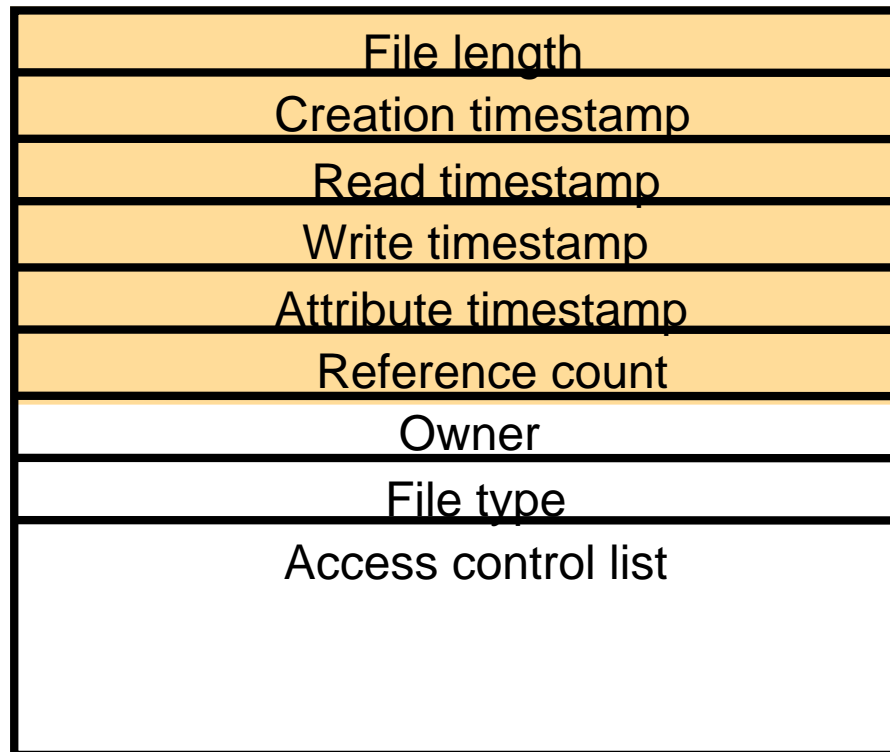 File length
Creation timestamp
Read timestamp
Write timestamp
Attribute timestamp
Reference count
Owner
File type
Access control list